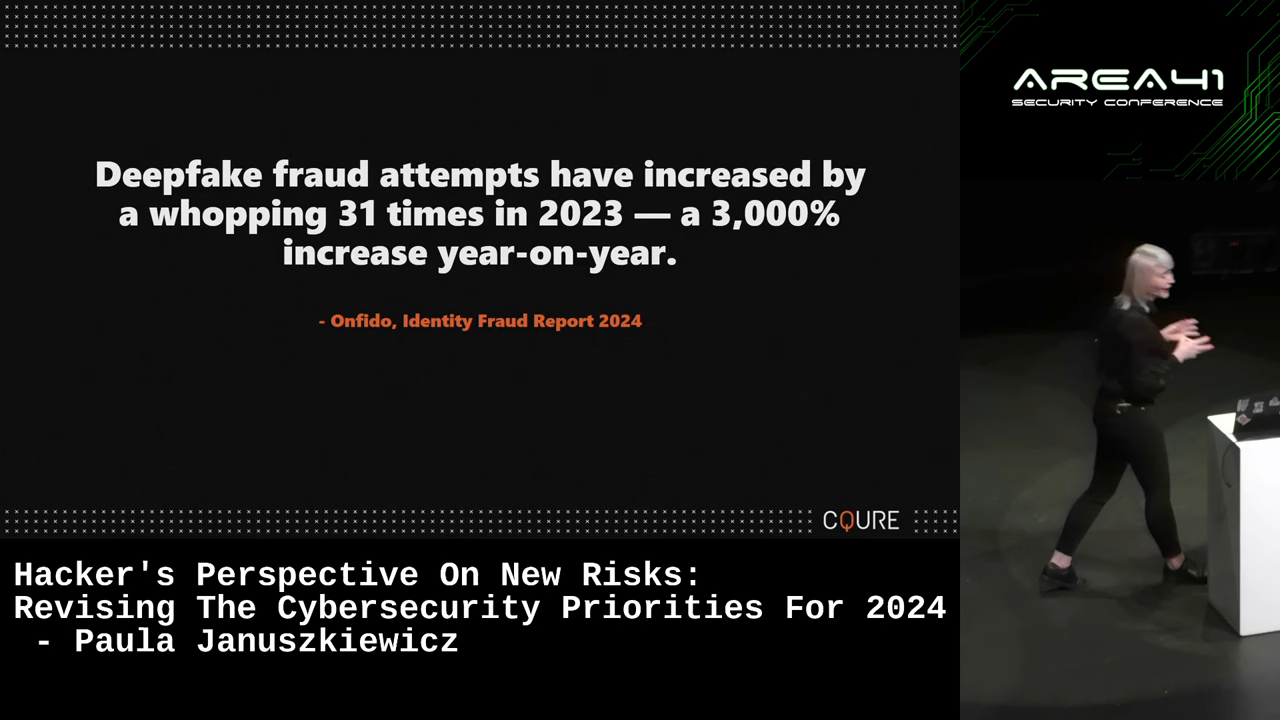 Deepfake fraud attempts have increased by
a whopping 31 times in 2023 — a 3,000%
increase year-on-year.
- Onfido, Identity Fraud Report 2024
CQURE
AREA41
SECURITY CONFERENCE
Hacker's Perspective On New Risks:
Revising The Cybersecurity Priorities For 2024
- Paula Januszkiewicz